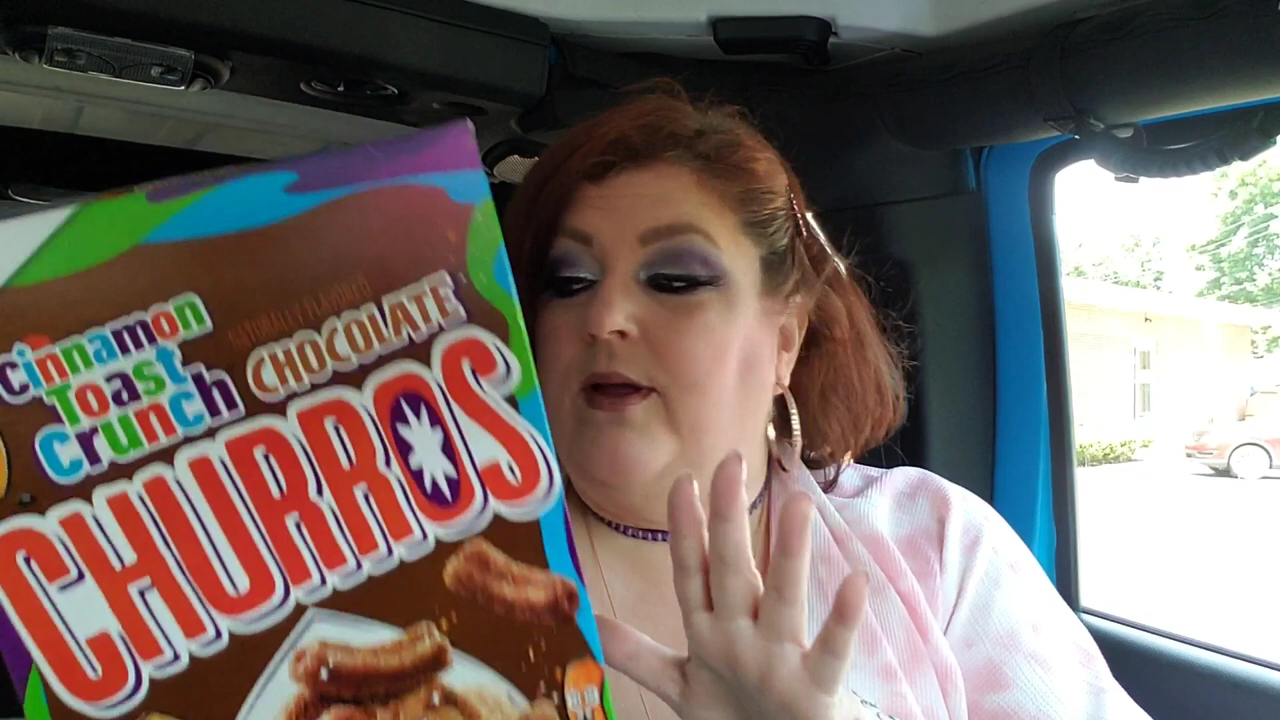 Cinnamon
Toast
Crunch
NATURALLY FLAVORED
CHOCOLATE
CHURROS